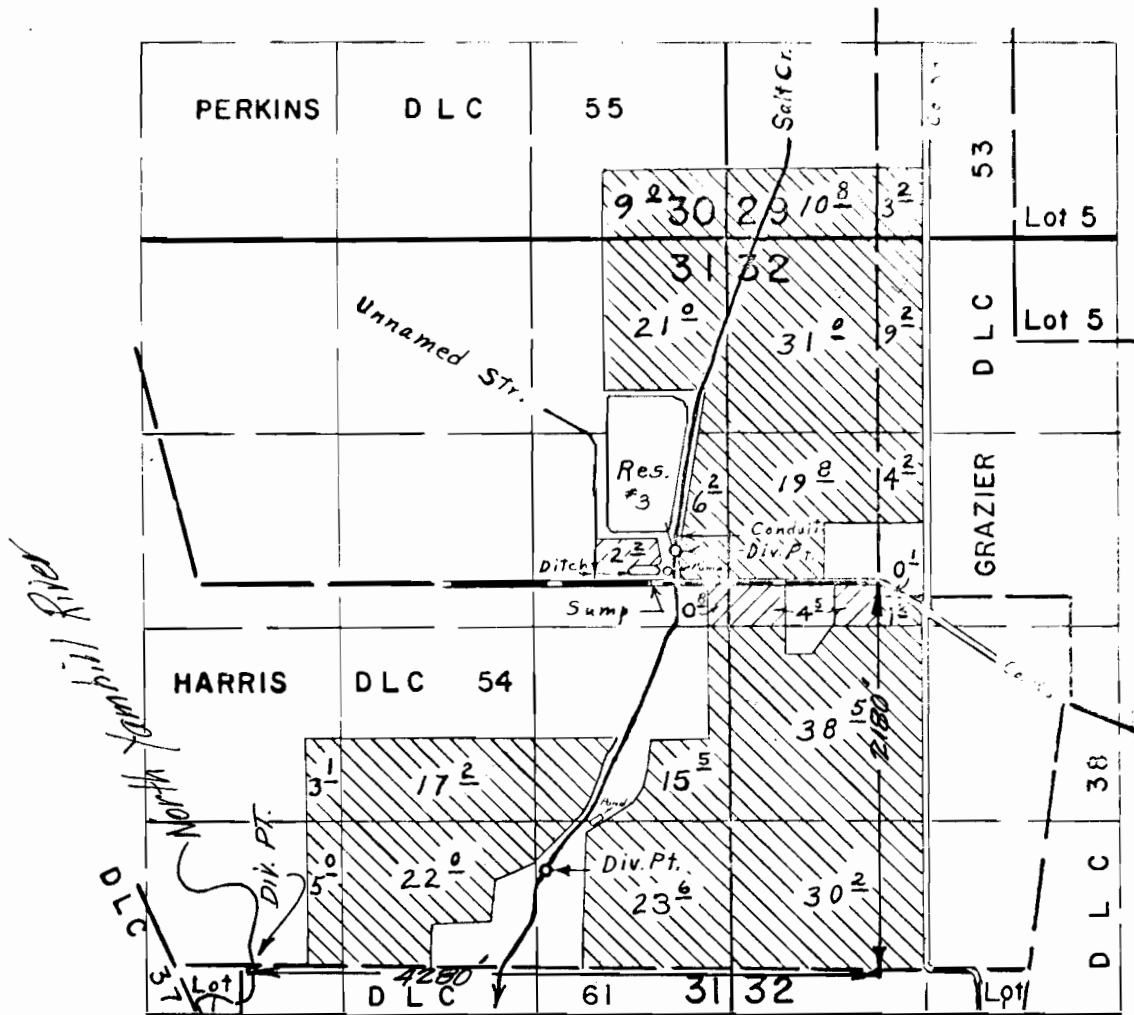 PERKINS DLC 55
Salt Cr.
53
Lot 5
9 2 30 29 10 8 3 2
31 32
Lot 5
Unnamed Str.
21 0 31 0 9 2
DLC
Res. #3
6 2 19 8 4 2
GRAZIER
Conduit
Div. Pt.
2 2
Ditch
Pump
0 1
Sump
0 8 4 5 1
North Yamhill Rier
HARRIS DLC 54
38 5
2180'
3 1 17 2 15 5
Pond
38
Div. PT.
Div. Pt.
5 0 22 0 23 6 30 2
DLC
DLC
37
Lot
4280'
DLC 61 31 32
Lot